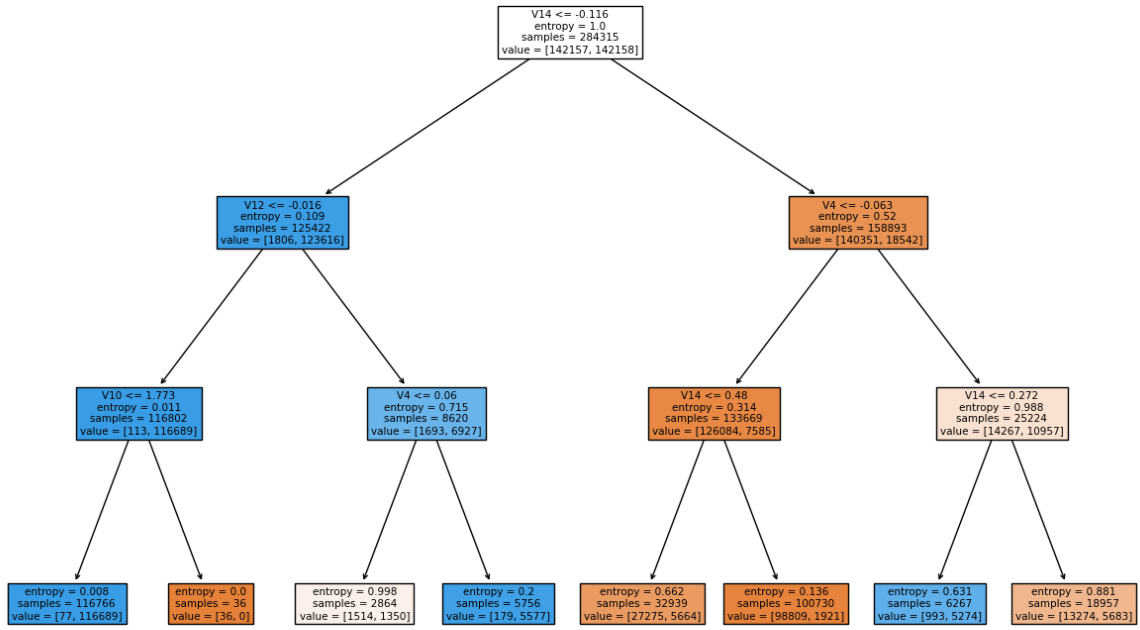 V14 <= -0.116
entropy = 1.0
samples = 284315
value = [142157, 142158]
V12 <= -0.016
entropy = 0.109
samples = 125422
value = [1806, 123616]
V4 <= -0.063
entropy = 0.52
samples = 158893
value = [140351, 18542]
V10 <= 1.773
entropy = 0.011
samples = 116802
value = [113, 116689]
V4 <= 0.06
entropy = 0.715
samples = 8620
value = [1693, 6927]
V14 <= 0.48
entropy = 0.314
samples = 133669
value = [126084, 7585]
V14 <= 0.272
entropy = 0.988
samples = 25224
value = [14267, 10957]
entropy = 0.008
samples = 116766
value = [77, 116689]
entropy = 0.0
samples = 36
value = [36, 0]
entropy = 0.998
samples = 2864
value = [1514, 1350]
entropy = 0.2
samples = 5756
value = [179, 5577]
entropy = 0.662
samples = 32939
value = [27275, 5664]
entropy = 0.136
samples = 100730
value = [98809, 1921]
entropy = 0.631
samples = 6267
value = [993, 5274]
entropy = 0.881
samples = 18957
value = [13274, 5683]